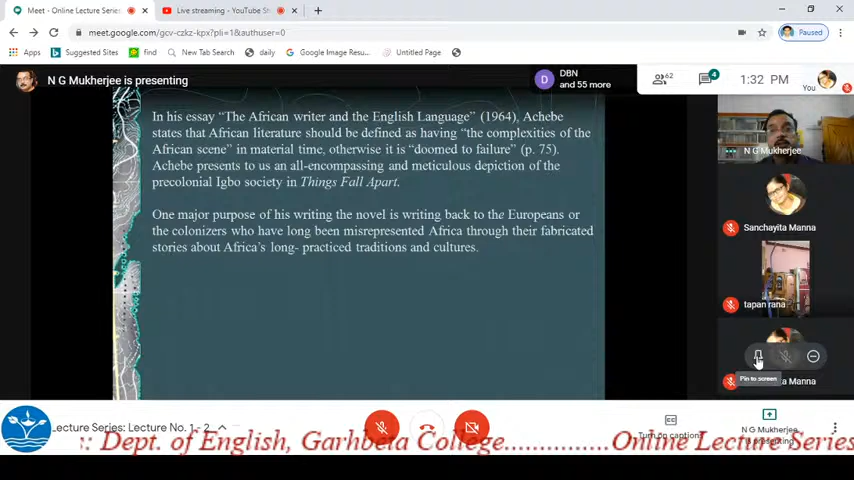 Meet - Online Lecture Series:
Live streaming - YouTube St
meet.google.com/gcv-czkz-kpx?pli=1&authuser=0
Paused
Apps
Suggested Sites
find
New Tab Search
daily
Google Image Resu...
Untitled Page
N G Mukherjee is presenting
D
DBN
and 55 more
62
4
1:32 PM
You
In his essay “The African writer and the English Language” (1964), Achebe
states that African literature should be defined as having “the complexities of the
African scene” in material time, otherwise it is “doomed to failure” (p. 75).
Achebe presents to us an all-encompassing and meticulous depiction of the
precolonial Igbo society in Things Fall Apart.
One major purpose of his writing the novel is writing back to the Europeans or
the colonizers who have long been misrepresented Africa through their fabricated
stories about Africa’s long- practiced traditions and cultures.
N G Mukherjee
Sanchayita Manna
tapan rana
Pin to screen
ta Manna
ecture Series: Lecture No. 1 - 2
Turn on captions
N G Mukherjee
is presenting
: Dept. of English, Garhbeta College...............Online Lecture Series